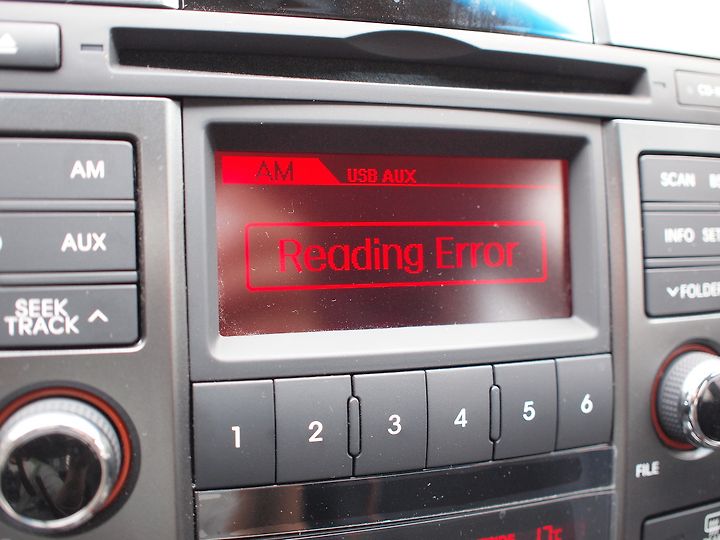 AM
USB AUX
Reading Error
AM
AUX
SEEK
TRACK
SCAN
INFO SET
FOLDER
1 2 3 4 5 6
FILE